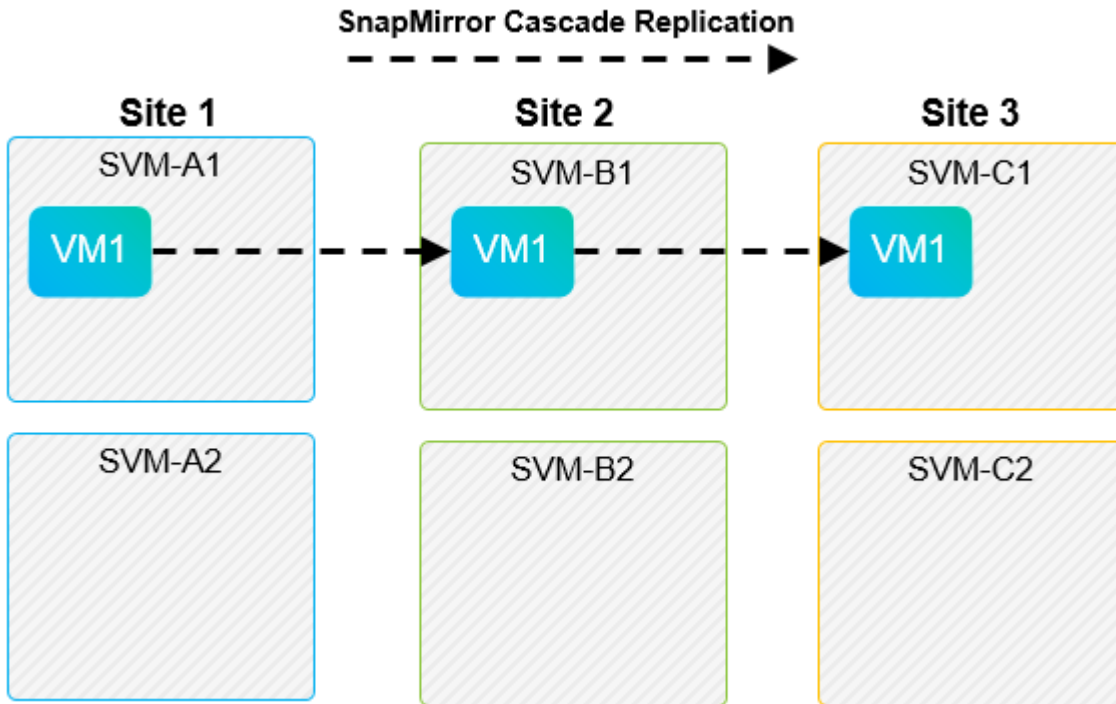 SnapMirror Cascade Replication
Site 1
Site 2
Site 3
SVM-A1
SVM-B1
SVM-C1
VM1
VM1
VM1
SVM-A2
SVM-B2
SVM-C2